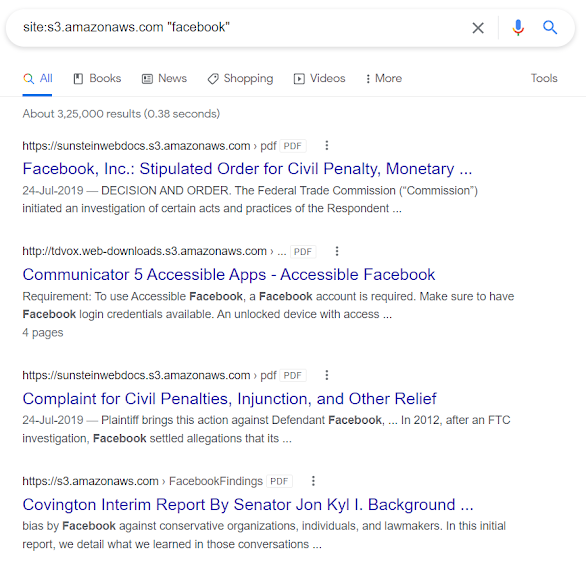 site:s3.amazonaws.com "facebook"
All Books News Shopping Videos More Tools
About 3,25,000 results (0.38 seconds)
https://sunsteinwebdocs.s3.amazonaws.com › pdf PDF
Facebook, Inc.: Stipulated Order for Civil Penalty, Monetary ...
24-Jul-2019 — DECISION AND ORDER. The Federal Trade Commission (“Commission”)
initiated an investigation of certain acts and practices of the Respondent ...
http://tdvox.web-downloads.s3.amazonaws.com › ... PDF
Communicator 5 Accessible Apps - Accessible Facebook
Requirement: To use Accessible Facebook, a Facebook account is required. Make sure to have
Facebook login credentials available. An unlocked device with access ...
4 pages
https://sunsteinwebdocs.s3.amazonaws.com › pdf PDF
Complaint for Civil Penalties, Injunction, and Other Relief
24-Jul-2019 — Plaintiff brings this action against Defendant Facebook, ... In 2012, after an FTC
investigation, Facebook settled allegations that its ...
https://s3.amazonaws.com › FacebookFindings PDF
Covington Interim Report By Senator Jon Kyl I. Background ...
bias by Facebook against conservative organizations, individuals, and lawmakers. In this initial
report, we detail what we learned in those conversations ...